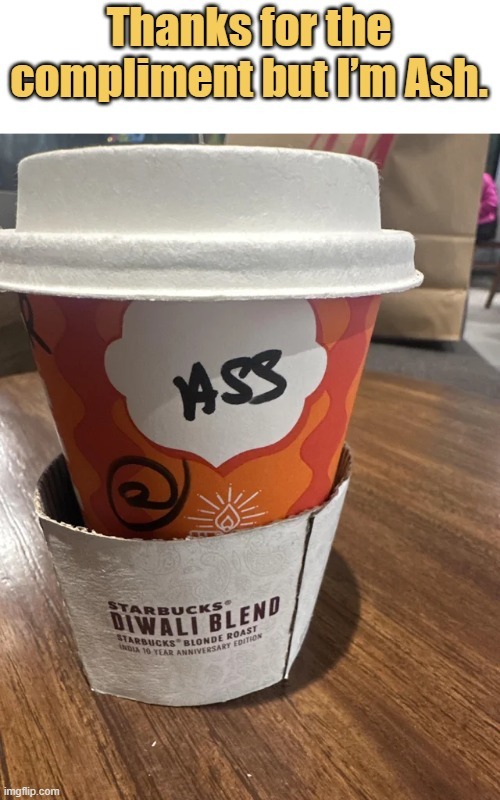 Thanks for the
compliment but I'm Ash.
ASS
STARBUCKS®
DIWALI BLEND
STARBUCKS® BLONDE ROAST
INDIA 10 YEAR ANNIVERSARY EDITION
imgflip.com